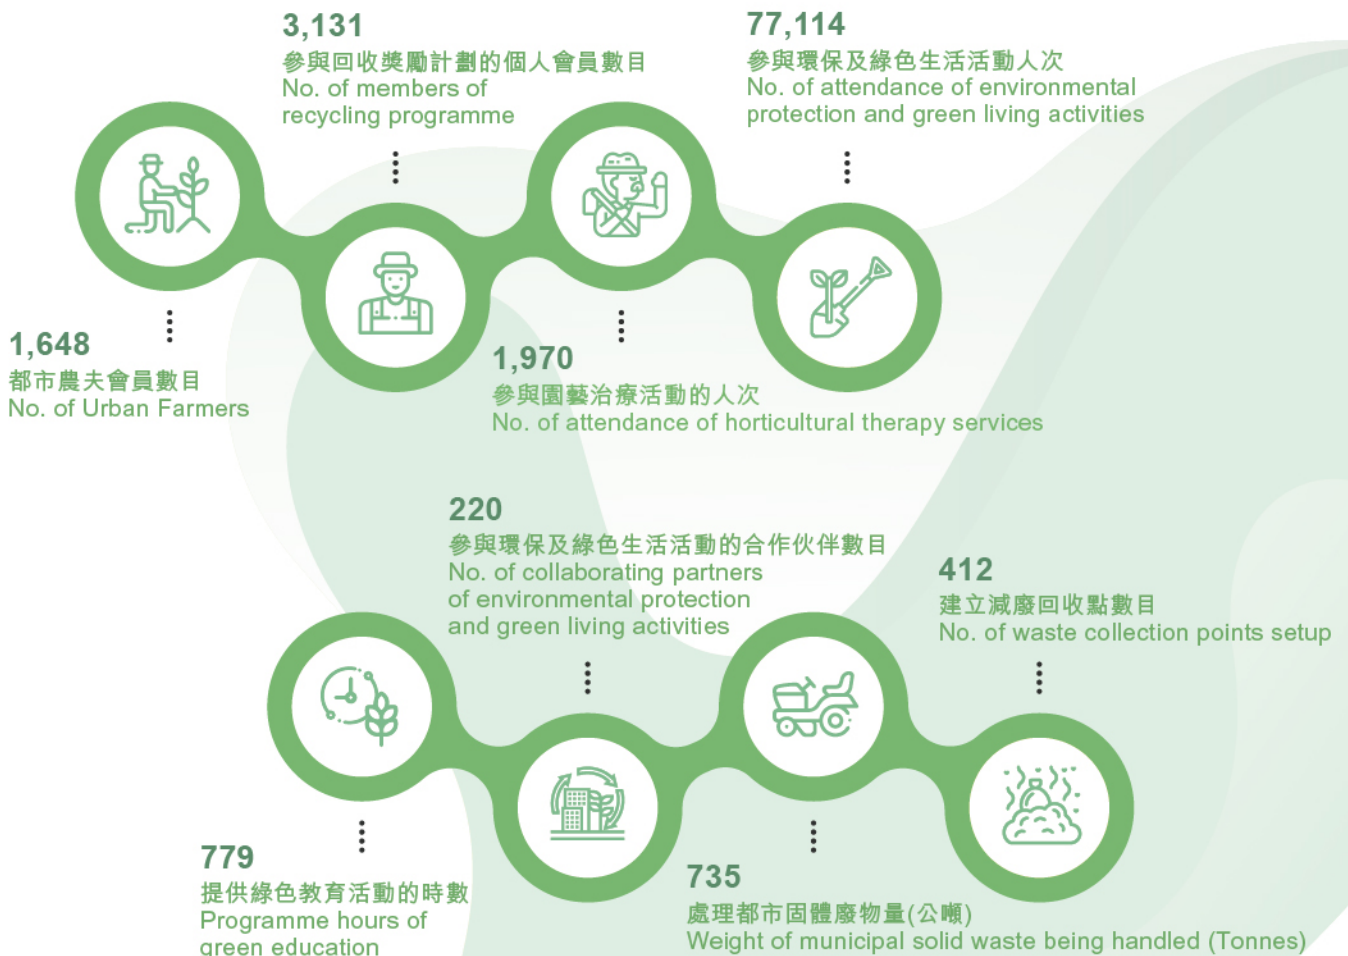 3,131
參與回收獎勵計劃的個人會員數目
No. of members of
recycling programme
77,114
參與環保及綠色生活活動人次
No. of attendance of environmental
protection and green living activities
1,648
都市農夫會員數目
No. of Urban Farmers
1,970
參與園藝治療活動的人次
No. of attendance of horticultural therapy services
220
參與環保及綠色生活活動的合作伙伴數目
No. of collaborating partners
of environmental protection
and green living activities
412
建立減廢回收點數目
No. of waste collection points setup
779
提供綠色教育活動的時數
Programme hours of
green education
735
處理都市固體廢物量(公噸)
Weight of municipal solid waste being handled (Tonnes)